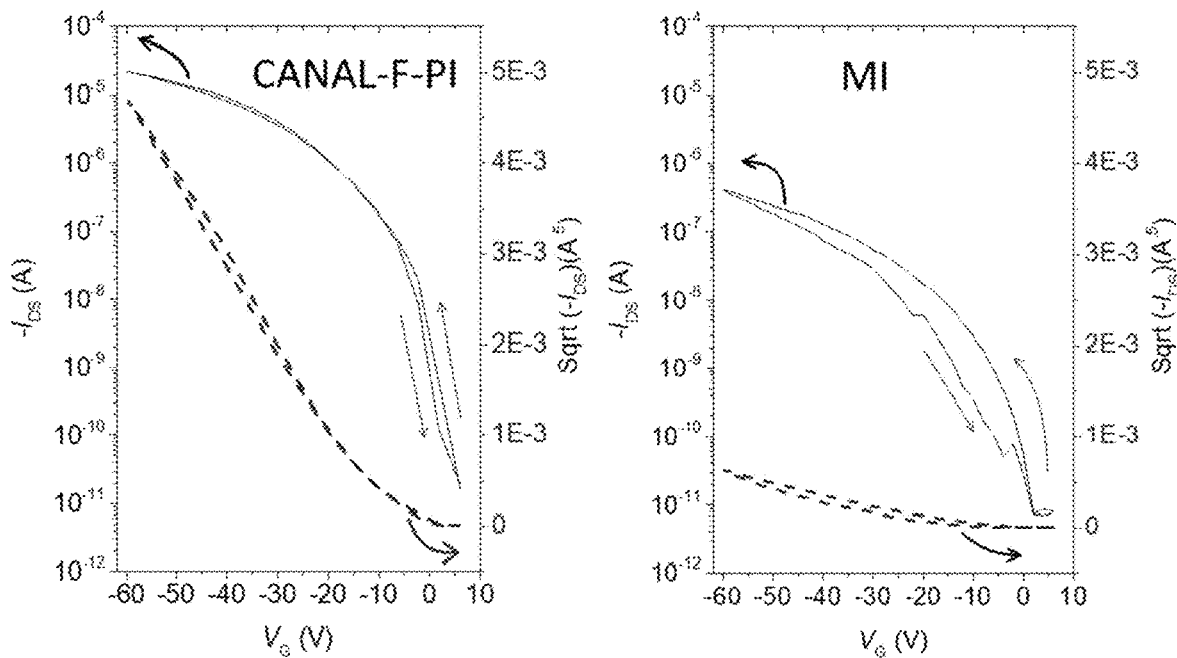 CANAL-F-PI
10^-4
10^-5
10^-6
10^-7
10^-8
10^-9
10^-10
10^-11
10^-12
-I_DS (A)
5E-3
4E-3
3E-3
2E-3
1E-3
0
Sqrt (-I_DS)(A^.5)
-60 -50 -40 -30 -20 -10 0 10
V_G (V)
MI
10^-4
10^-5
10^-6
10^-7
10^-8
10^-9
10^-10
10^-11
10^-12
-I_DS (A)
5E-3
4E-3
3E-3
2E-3
1E-3
0
Sqrt (-I_DS)(A^.5)
-60 -50 -40 -30 -20 -10 0 10
V_G (V)